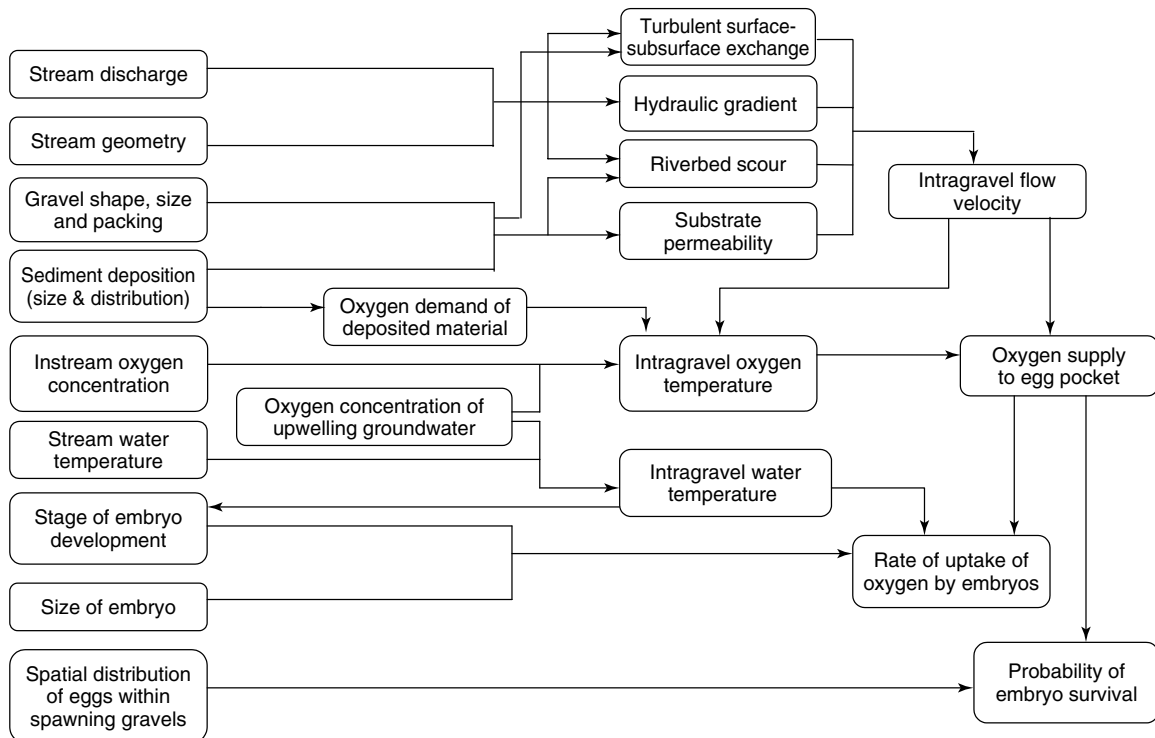 Turbulent surface-
subsurface exchange
Stream discharge
Hydraulic gradient
Stream geometry
Riverbed scour
Intragravel flow
velocity
Gravel shape, size
and packing
Substrate
permeability
Sediment deposition
(size & distribution)
Oxygen demand of
deposited material
Instream oxygen
concentration
Intragravel oxygen
temperature
Oxygen supply
to egg pocket
Oxygen concentration of
upwelling groundwater
Stream water
temperature
Intragravel water
temperature
Stage of embryo
development
Rate of uptake of
oxygen by embryos
Size of embryo
Spatial distribution
of eggs within
spawning gravels
Probability of
embryo survival